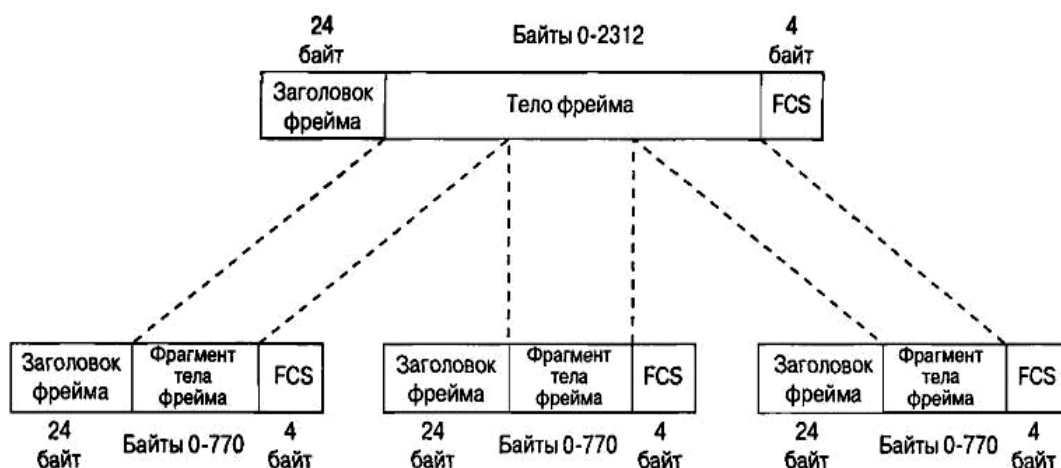 24
байт
Байты 0-2312
4
байт
Заголовок
фрейма
Тело фрейма
FCS
Заголовок
фрейма
Фрагмент
тела
фрейма
FCS
Заголовок
фрейма
Фрагмент
тела
фрейма
FCS
Заголовок
фрейма
Фрагмент
тела
фрейма
FCS
24
байт
Байты 0-770
4
байт
24
байт
Байты 0-770
4
байт
24
байт
Байты 0-770
4
байт